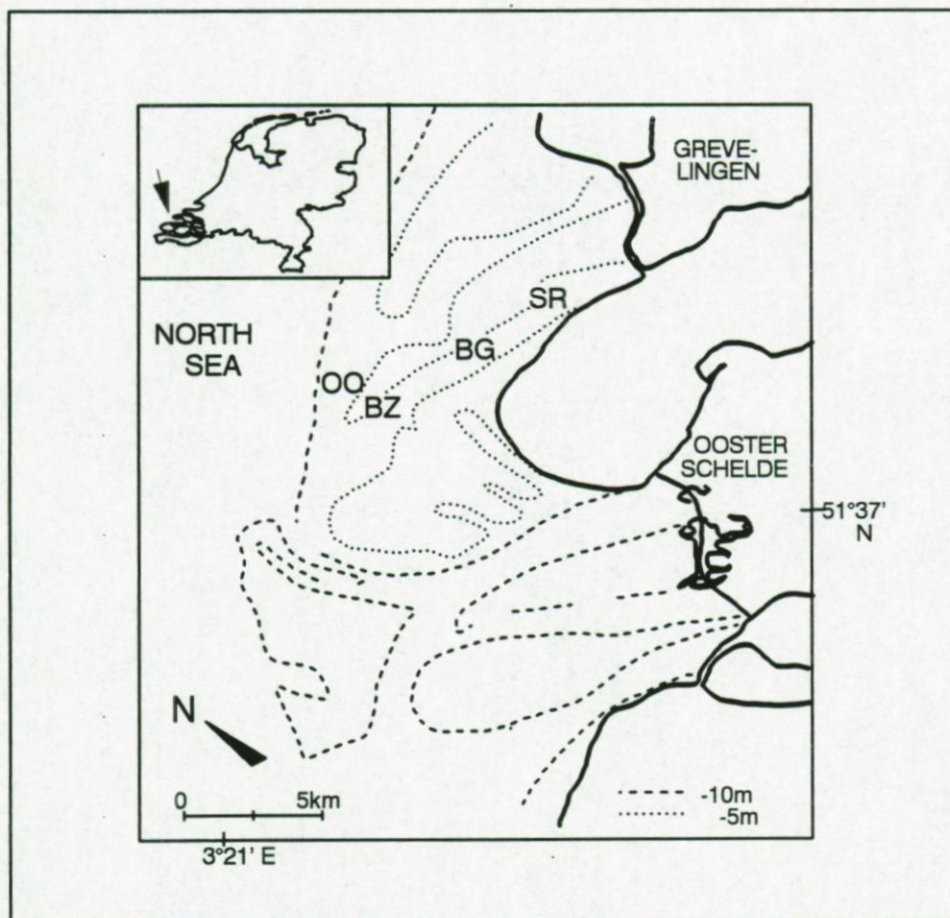 GREVE-
LINGEN
NORTH
SEA
SR
BG
OO
BZ
OOSTER
SCHELDE
51°37'
N
N
0 5km
-10m
-5m
3°21' E